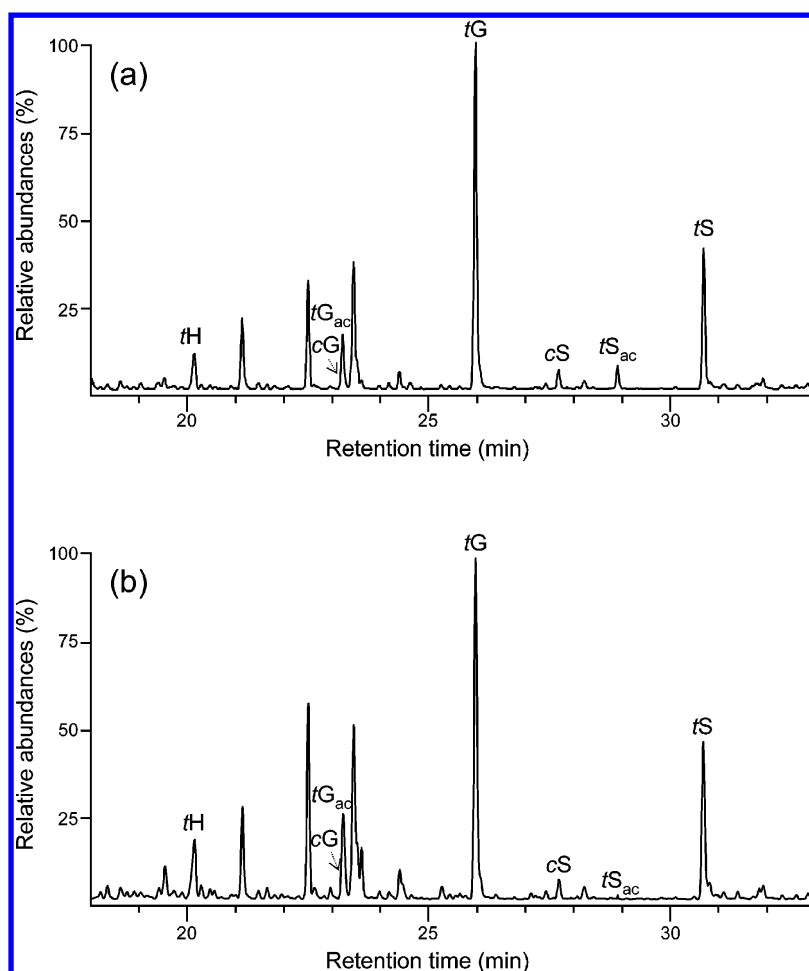 (a)
Relative abundances (%)
100
75
50
25
tH
tGac
cG
tG
cS
tSac
tS
20
25
30
Retention time (min)
(b)
Relative abundances (%)
100
75
50
25
tH
tGac
cG
tG
cS
tSac
tS
20
25
30
Retention time (min)